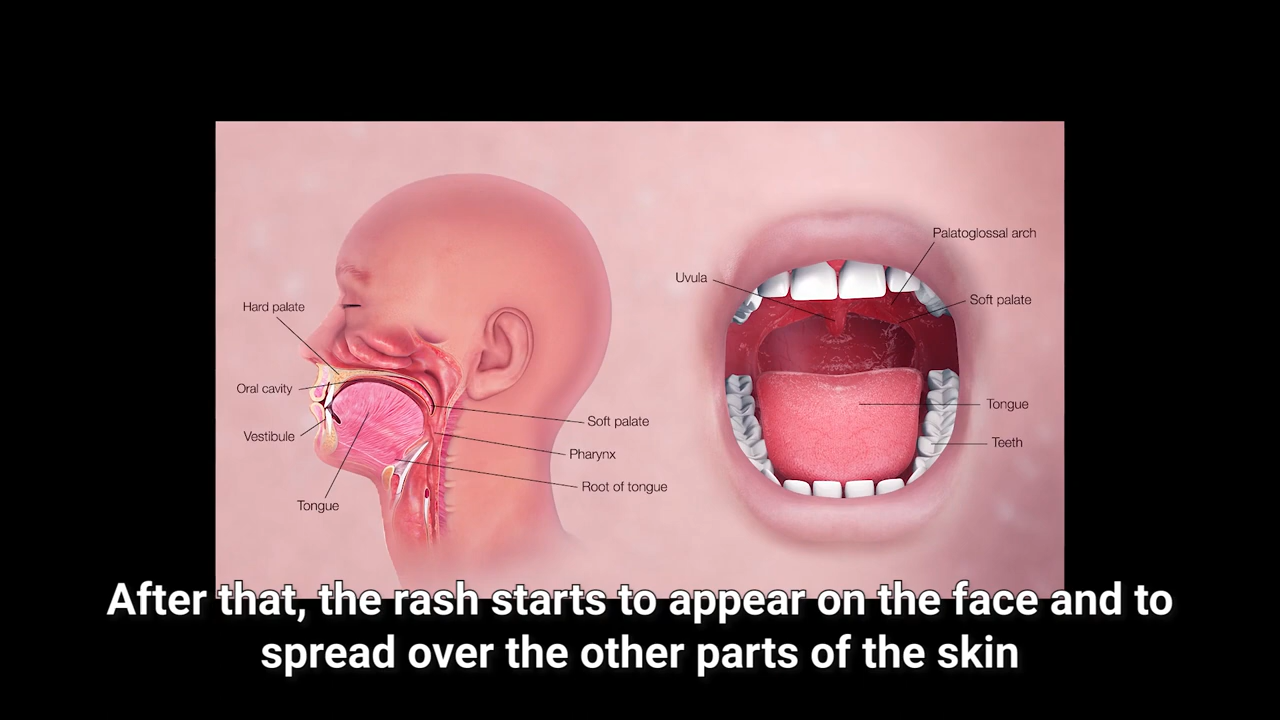 Hard palate
Oral cavity
Vestibule
Tongue
Soft palate
Pharynx
Root of tongue
Uvula
Palatoglossal arch
Soft palate
Tongue
Teeth
After that, the rash starts to appear on the face and to
spread over the other parts of the skin